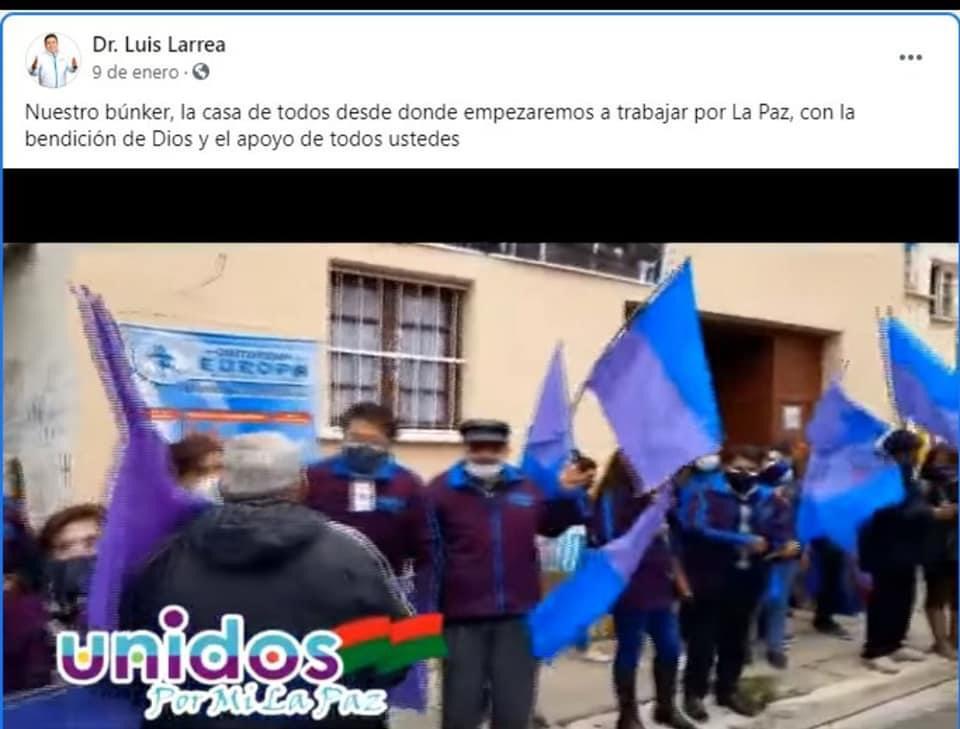 Dr. Luis Larrea
9 de enero ·
Nuestro búnker, la casa de todos desde donde empezaremos a trabajar por La Paz, con la
bendición de Dios y el apoyo de todos ustedes
EUROPA
unidos
Por Mi La Paz